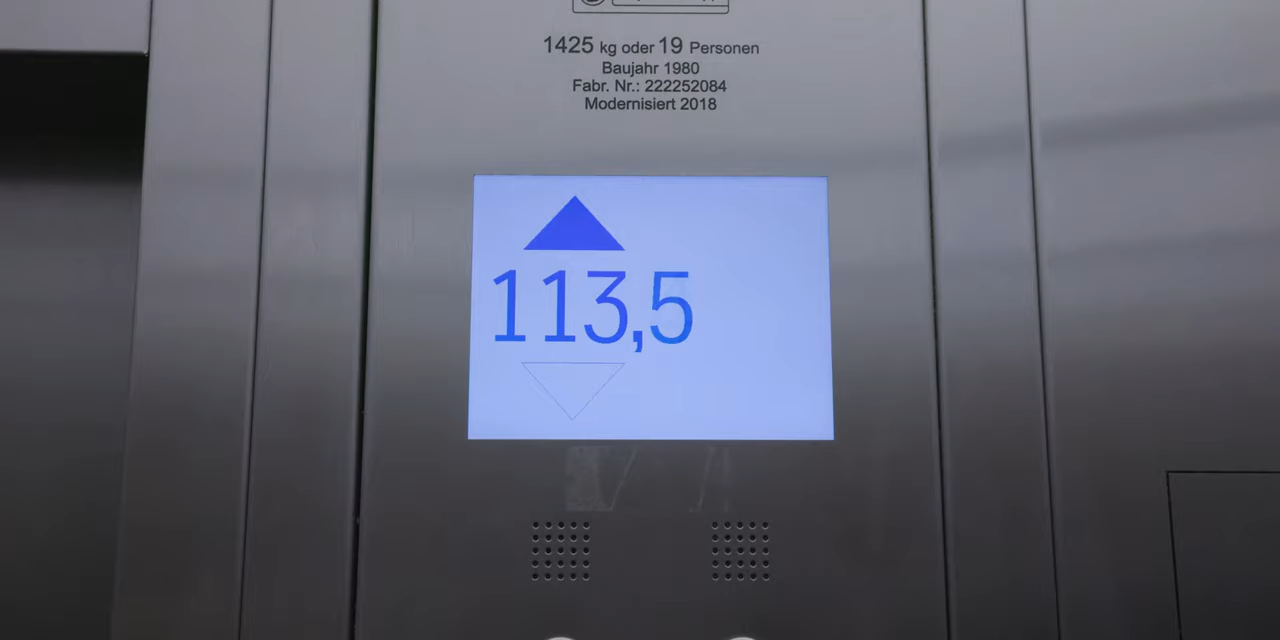 1425 kg oder 19 Personen
Baujahr 1980
Fabr. Nr.: 222252084
Modernisiert 2018
113,5